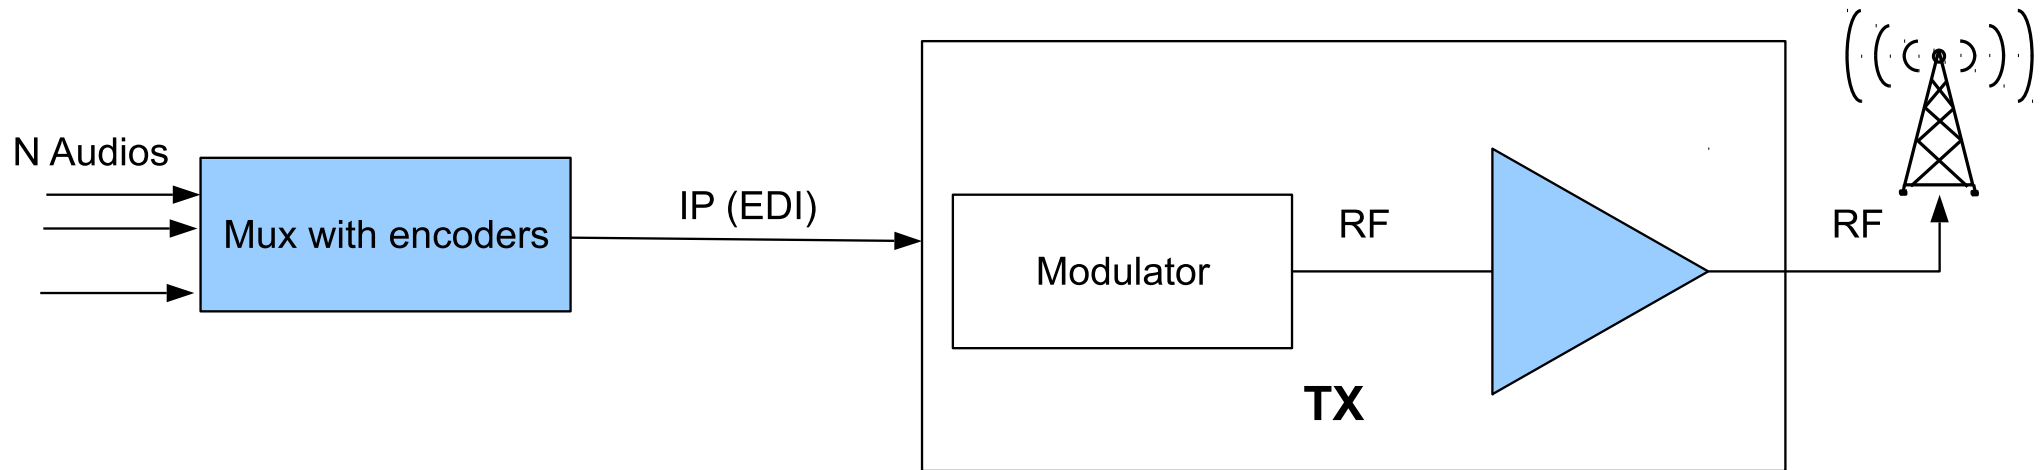 N Audios
Mux with encoders
IP (EDI)
Modulator
RF
TX
RF